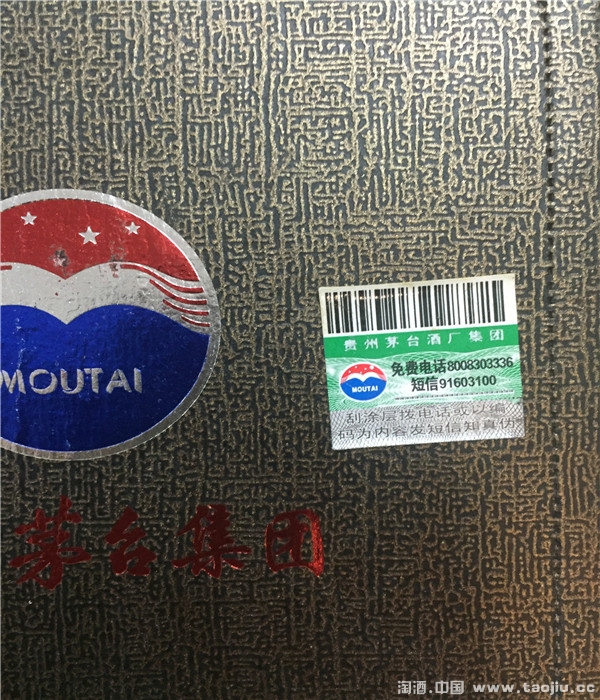 MOUTAI
茅台集团
贵州茅台酒厂集团
免费电话8008303336
短信91603100
MOUTAI
刮涂层拨电话或以编
码为内容发短信知真伪
淘酒.中国 www.taojiu.cc